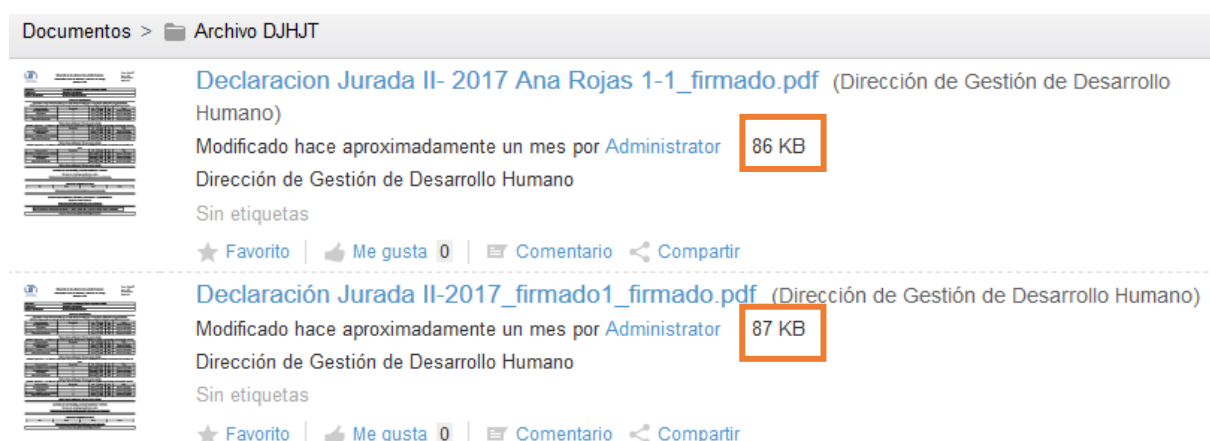 Documentos > Archivo DJHJT
Declaracion Jurada II- 2017 Ana Rojas 1-1_firmado.pdf (Dirección de Gestión de Desarrollo
Humano)
Modificado hace aproximadamente un mes por Administrator 86 KB
Dirección de Gestión de Desarrollo Humano
Sin etiquetas
Favorito Me gusta 0 Comentario Compartir
Declaración Jurada II-2017_firmado1_firmado.pdf (Dirección de Gestión de Desarrollo Humano)
Modificado hace aproximadamente un mes por Administrator 87 KB
Dirección de Gestión de Desarrollo Humano
Sin etiquetas
Favorito Me gusta 0 Comentario Compartir